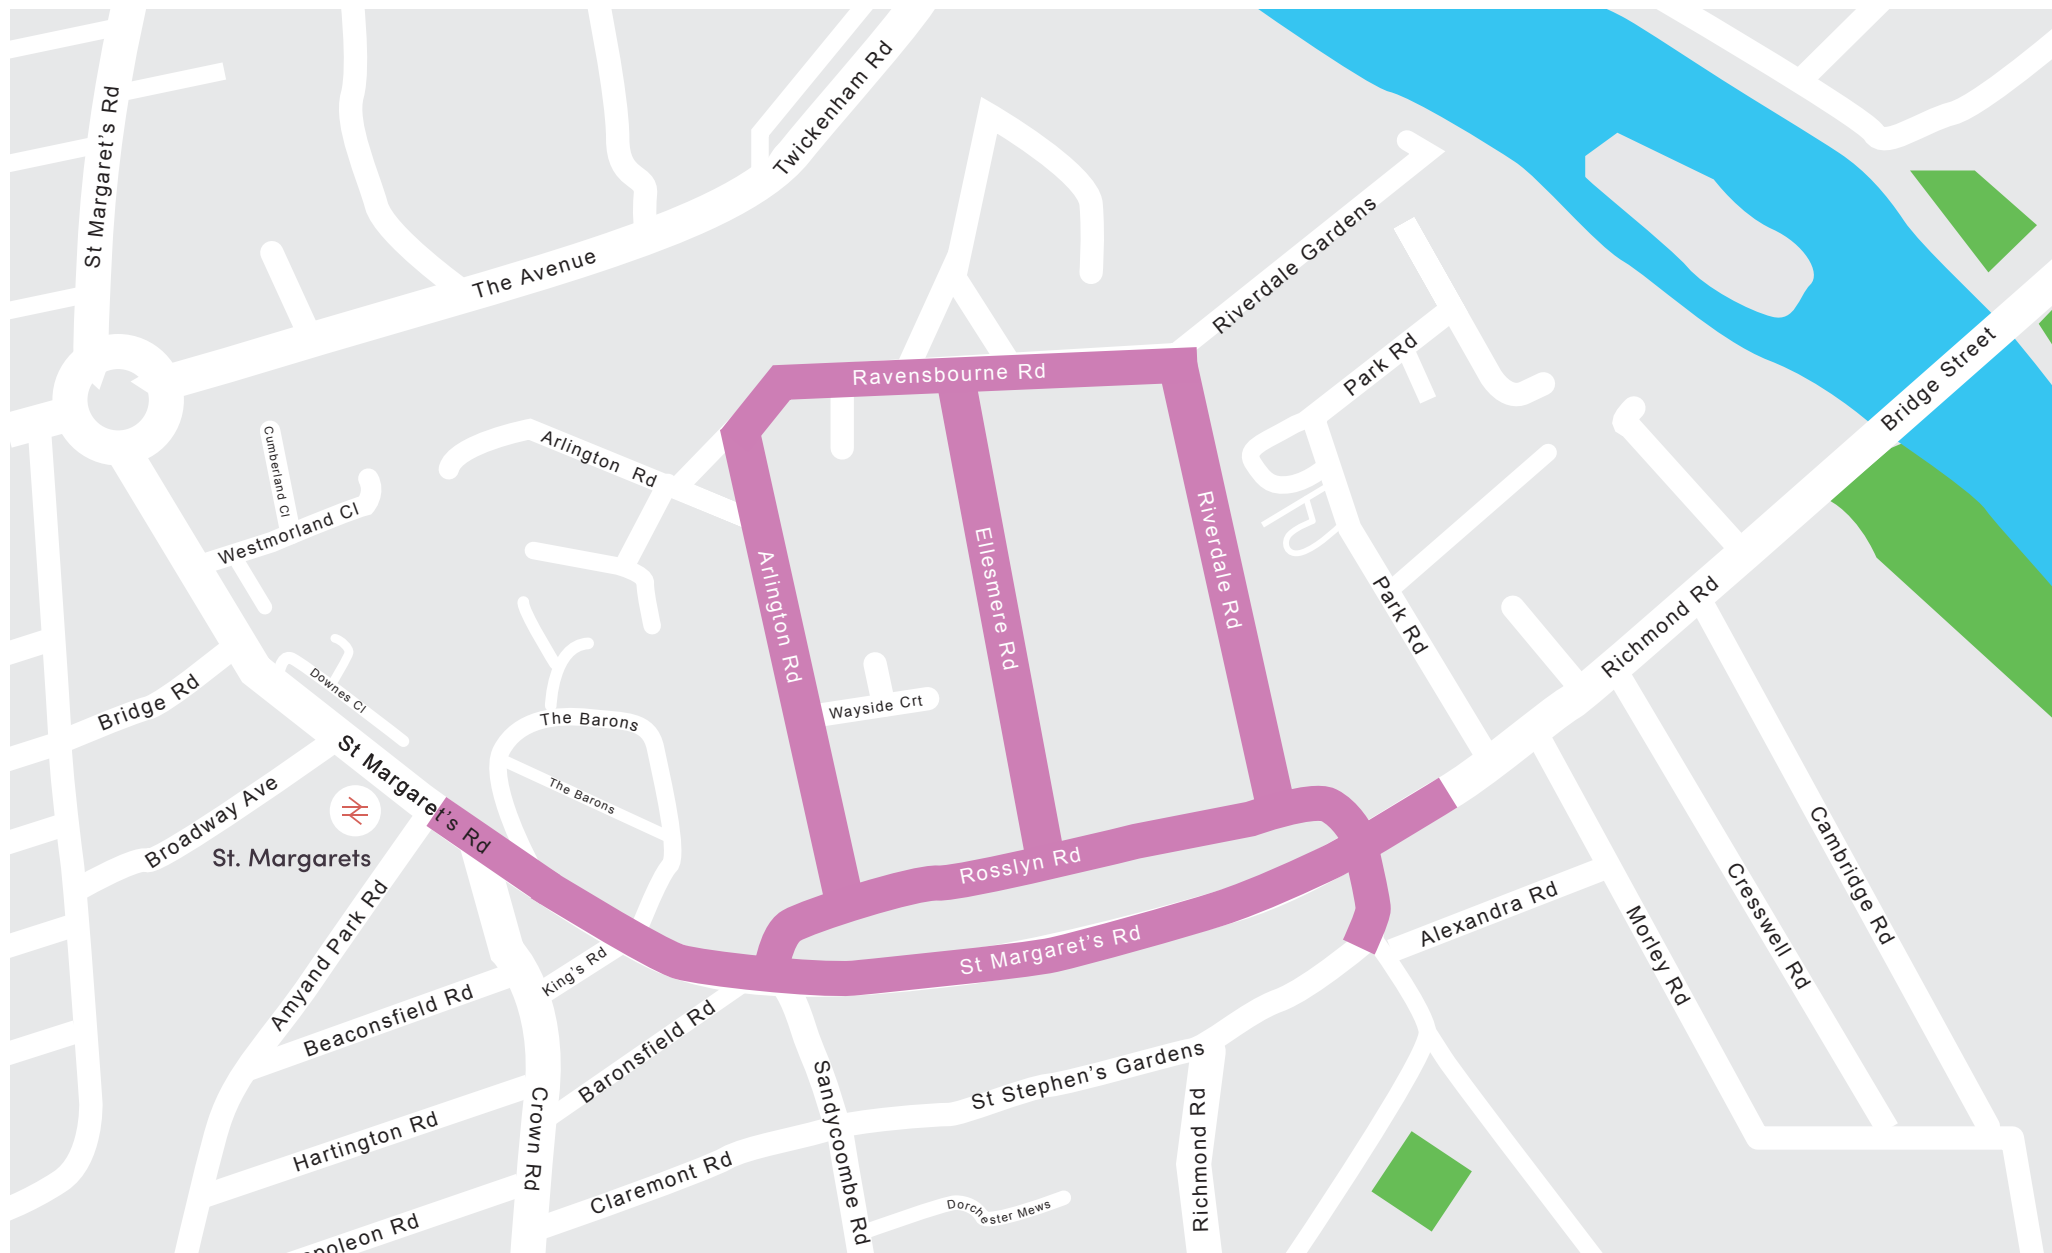 Twickenham Rd
St Margaret's Rd
The Avenue
Riverdale Gardens
Park Rd
Bridge Street
Ravensbourne Rd
Arlington Rd
Cumberland Cl
Westmorland Cl
Riverdale Rd
Ellesmere Rd
Arlington Rd
Park Rd
Richmond Rd
Bridge Rd
Downes Cl
The Barons
Wayside Crt
St Margaret's Rd
The Barons
Broadway Ave
St. Margarets
Rosslyn Rd
Cambridge Rd
Cresswell Rd
Alexandra Rd
Morley Rd
St Margaret's Rd
Amyand Park Rd
King's Rd
Beaconsfield Rd
Baronsfield Rd
St Stephen's Gardens
Sandycoombe Rd
Crown Rd
Richmond Rd
Hartington Rd
Claremont Rd
Dorchester Mews
poleon Rd